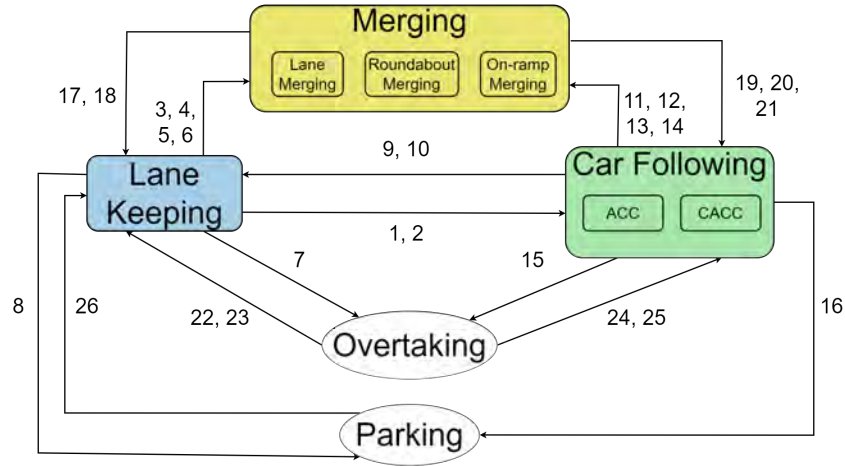 Merging
Lane
Merging
Roundabout
Merging
On-ramp
Merging
17, 18
3, 4,
5, 6
11, 12,
13, 14
19, 20,
21
9, 10
Lane
Keeping
Car Following
ACC
CACC
1, 2
7
15
8
26
22, 23
24, 25
16
Overtaking
Parking